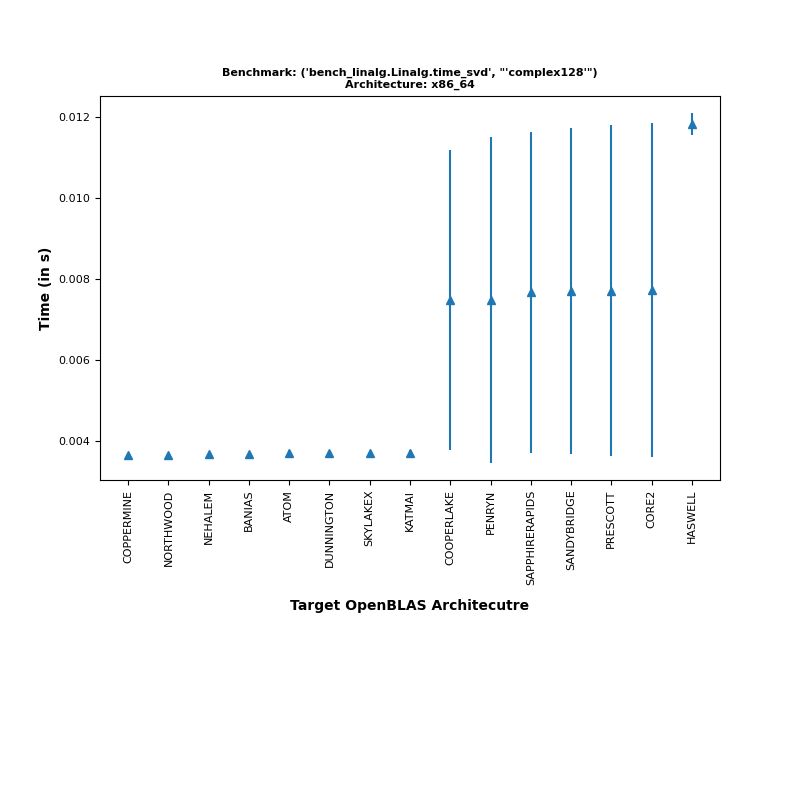 Benchmark: ('bench_linalg.Linalg.time_svd', "'complex128'")
Architecture: x86_64
0.012
0.010
0.008
0.006
0.004
Time (in s)
COPPERMINE
NORTHWOOD
NEHALEM
BANIAS
ATOM
DUNNINGTON
SKYLAKEX
KATMAI
COOPERLAKE
PENRYN
SAPPHIRERAPIDS
SANDYBRIDGE
PRESCOTT
CORE2
HASWELL
Target OpenBLAS Architecutre